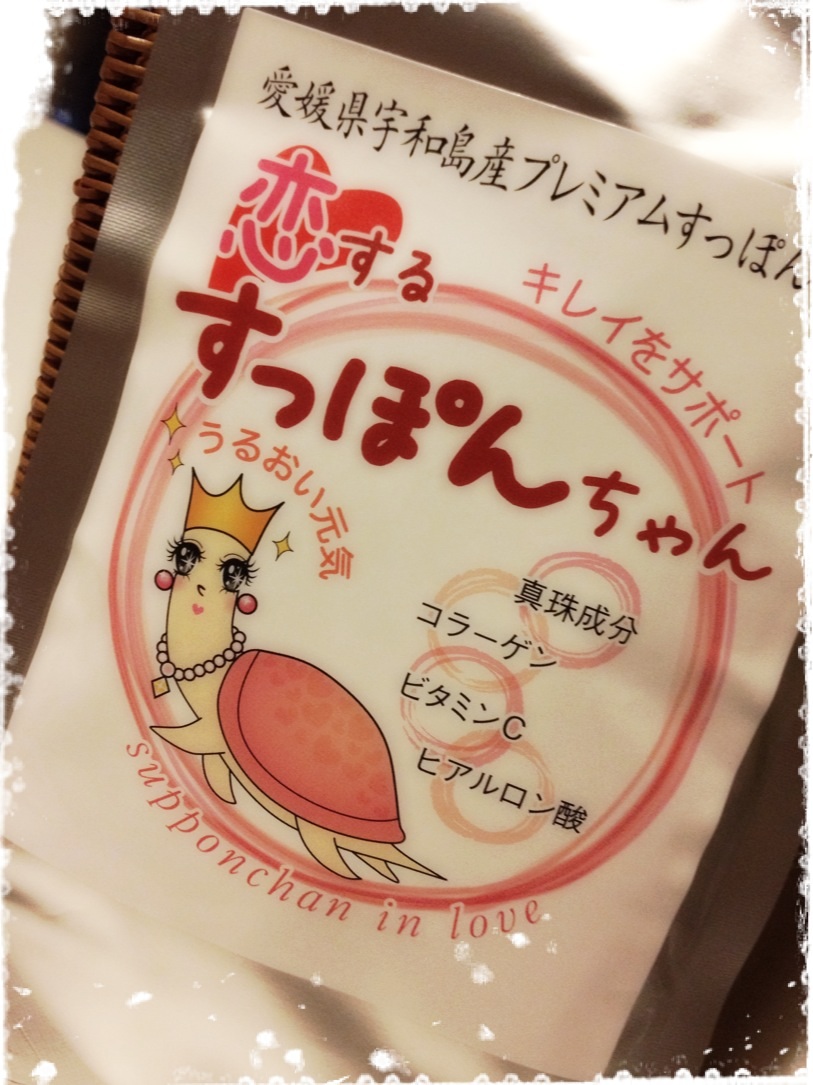 愛媛県宇和島産プレミアムすっぽん
恋する
すっぽんちゃん
キレイをサポート
うるおい元気
真珠成分
コラーゲン
ビタミンC
ヒアルロン酸
supponchan in love